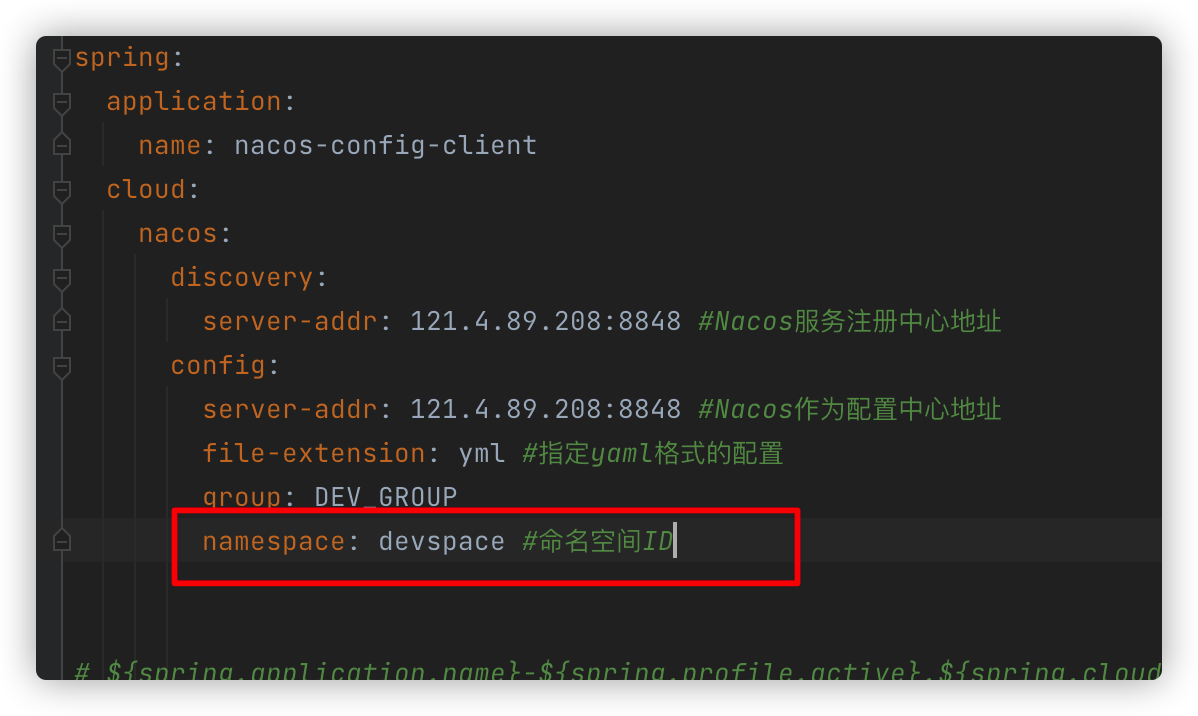 spring:
  application:
    name: nacos-config-client
  cloud:
    nacos:
      discovery:
        server-addr: 121.4.89.208:8848 #Nacos服务注册中心地址
      config:
        server-addr: 121.4.89.208:8848 #Nacos作为配置中心地址
        file-extension: yml #指定yaml格式的配置
        group: DEV_GROUP
        namespace: devspace #命名空间ID
# ${spring.application.name}-${spring.profile.active}.${spring.cloud